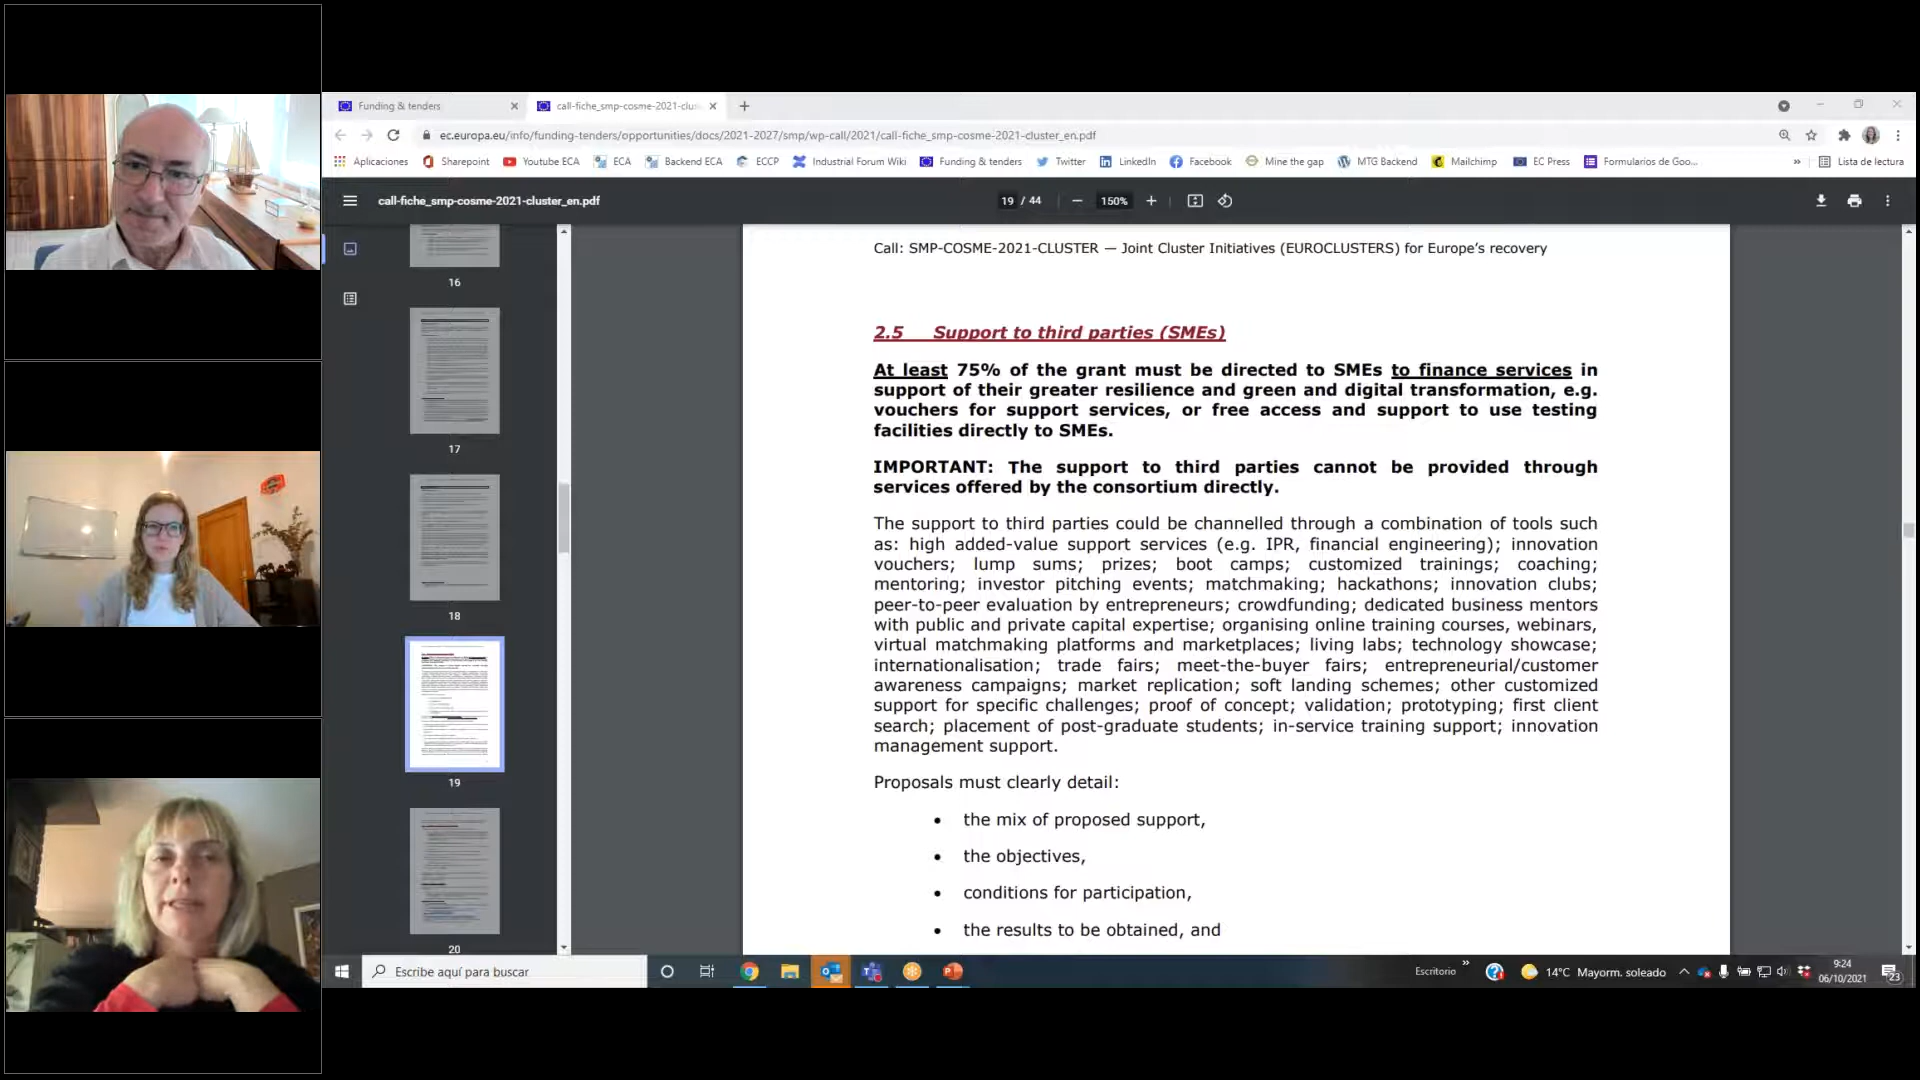 Funding & tenders
call-fiche_smp-cosme-2021-clus
ec.europa.eu/info/funding-tenders/opportunities/docs/2021-2027/smp/wp-call/2021/call-fiche_smp-cosme-2021-cluster_en.pdf
Aplicaciones Sharepoint Youtube ECA ECA Backend ECA ECCP Industrial Forum Wiki Funding & tenders Twitter LinkedIn Facebook Mine the gap MTG Backend Mailchimp EC Press Formularios de Goo... » Lista de lectura
call-fiche_smp-cosme-2021-cluster_en.pdf
19 / 44 — 150% +
16
17
18
19
20
Call: SMP-COSME-2021-CLUSTER — Joint Cluster Initiatives (EUROCLUSTERS) for Europe's recovery
2.5 Support to third parties (SMEs)
At least 75% of the grant must be directed to SMEs to finance services in
support of their greater resilience and green and digital transformation, e.g.
vouchers for support services, or free access and support to use testing
facilities directly to SMEs.
IMPORTANT: The support to third parties cannot be provided through
services offered by the consortium directly.
The support to third parties could be channelled through a combination of tools such
as: high added-value support services (e.g. IPR, financial engineering); innovation
vouchers; lump sums; prizes; boot camps; customized trainings; coaching;
mentoring; investor pitching events; matchmaking; hackathons; innovation clubs;
peer-to-peer evaluation by entrepreneurs; crowdfunding; dedicated business mentors
with public and private capital expertise; organising online training courses, webinars,
virtual matchmaking platforms and marketplaces; living labs; technology showcase;
internationalisation; trade fairs; meet-the-buyer fairs; entrepreneurial/customer
awareness campaigns; market replication; soft landing schemes; other customized
support for specific challenges; proof of concept; validation; prototyping; first client
search; placement of post-graduate students; in-service training support; innovation
management support.
Proposals must clearly detail:
• the mix of proposed support,
• the objectives,
• conditions for participation,
• the results to be obtained, and
Escribe aquí para buscar
Escritorio » 14°C Mayorm. soleado
9:24
06/10/2021
23